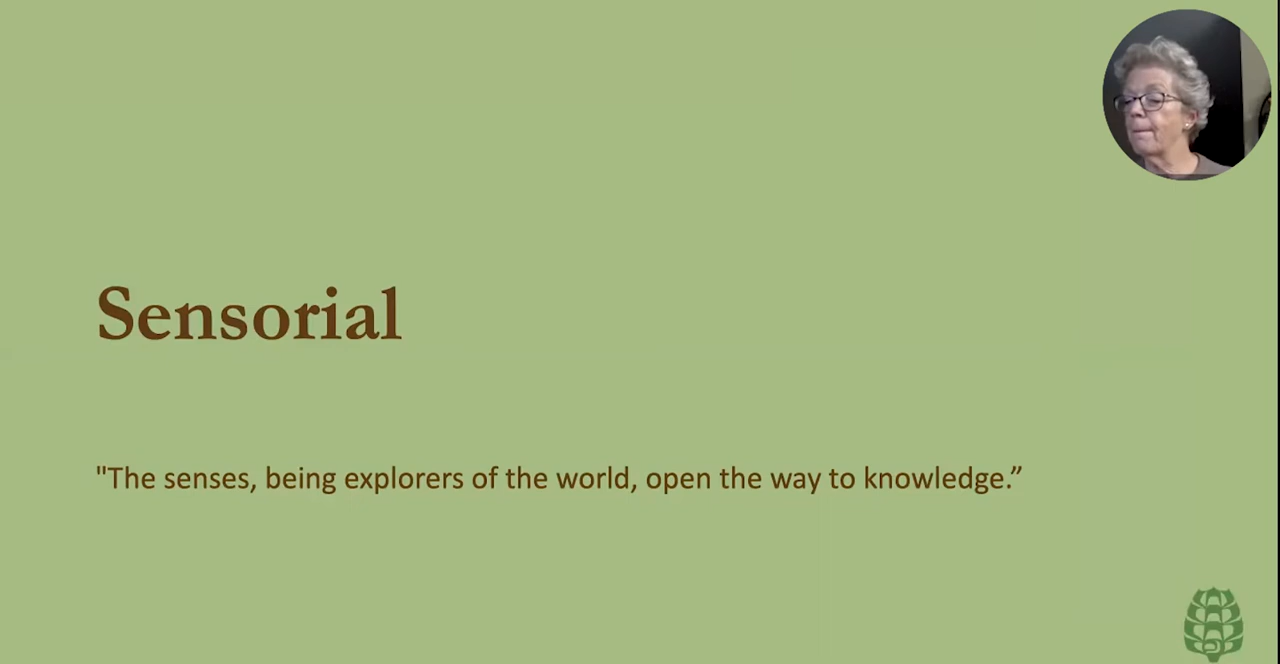 Sensorial
"The senses, being explorers of the world, open the way to knowledge.”